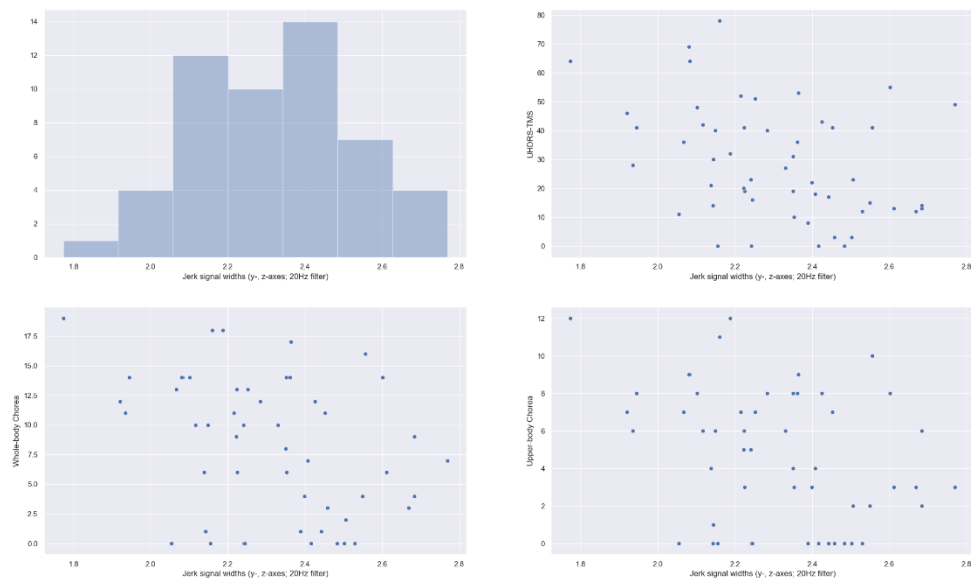 14
12
10
8
6
4
2
0
1.8 2.0 2.2 2.4 2.6 2.8
Jerk signal widths (y-, z-axes; 20Hz filter)
80
70
60
50
40
30
20
10
0
UHDRS-TMS
1.8 2.0 2.2 2.4 2.6 2.8
Jerk signal widths (y-, z-axes; 20Hz filter)
17.5
15.0
12.5
10.0
7.5
5.0
2.5
0.0
Whole-body Chorea
1.8 2.0 2.2 2.4 2.6 2.8
Jerk signal widths (y-, z-axes; 20Hz filter)
12
10
8
6
4
2
0
Upper-body Chorea
1.8 2.0 2.2 2.4 2.6 2.8
Jerk signal widths (y-, z-axes; 20Hz filter)